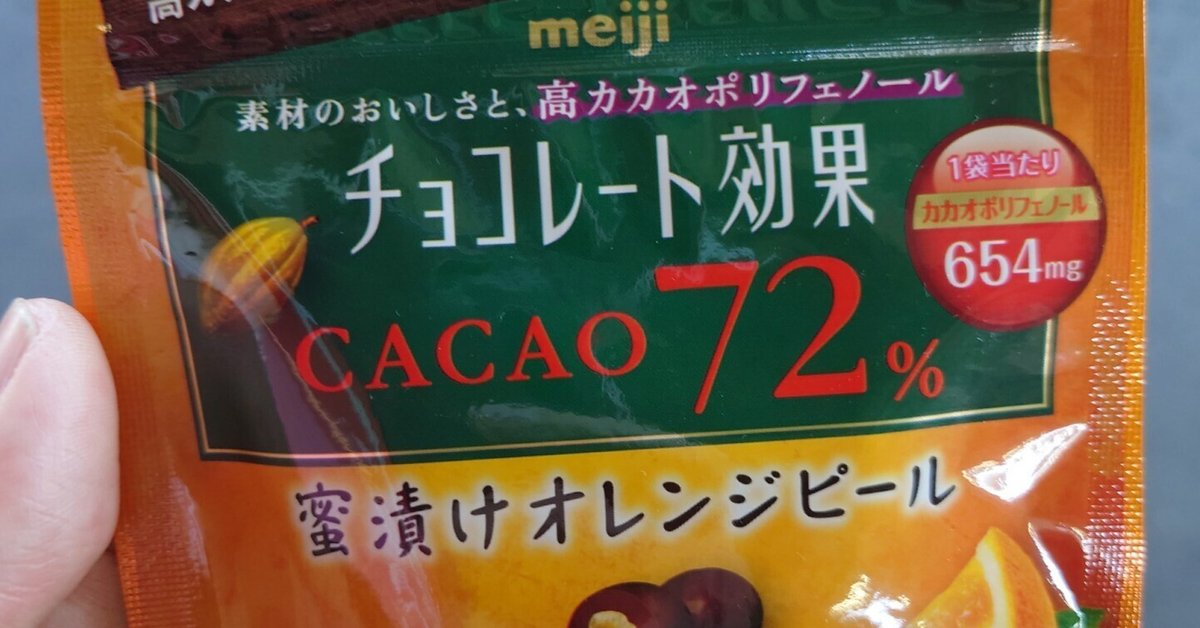 meiji
素材のおいしさと、高カカオポリフェノール
チョコレート効果
CACAO 72%
1袋当たり
カカオポリフェノール
654mg
蜜漬けオレンジピール